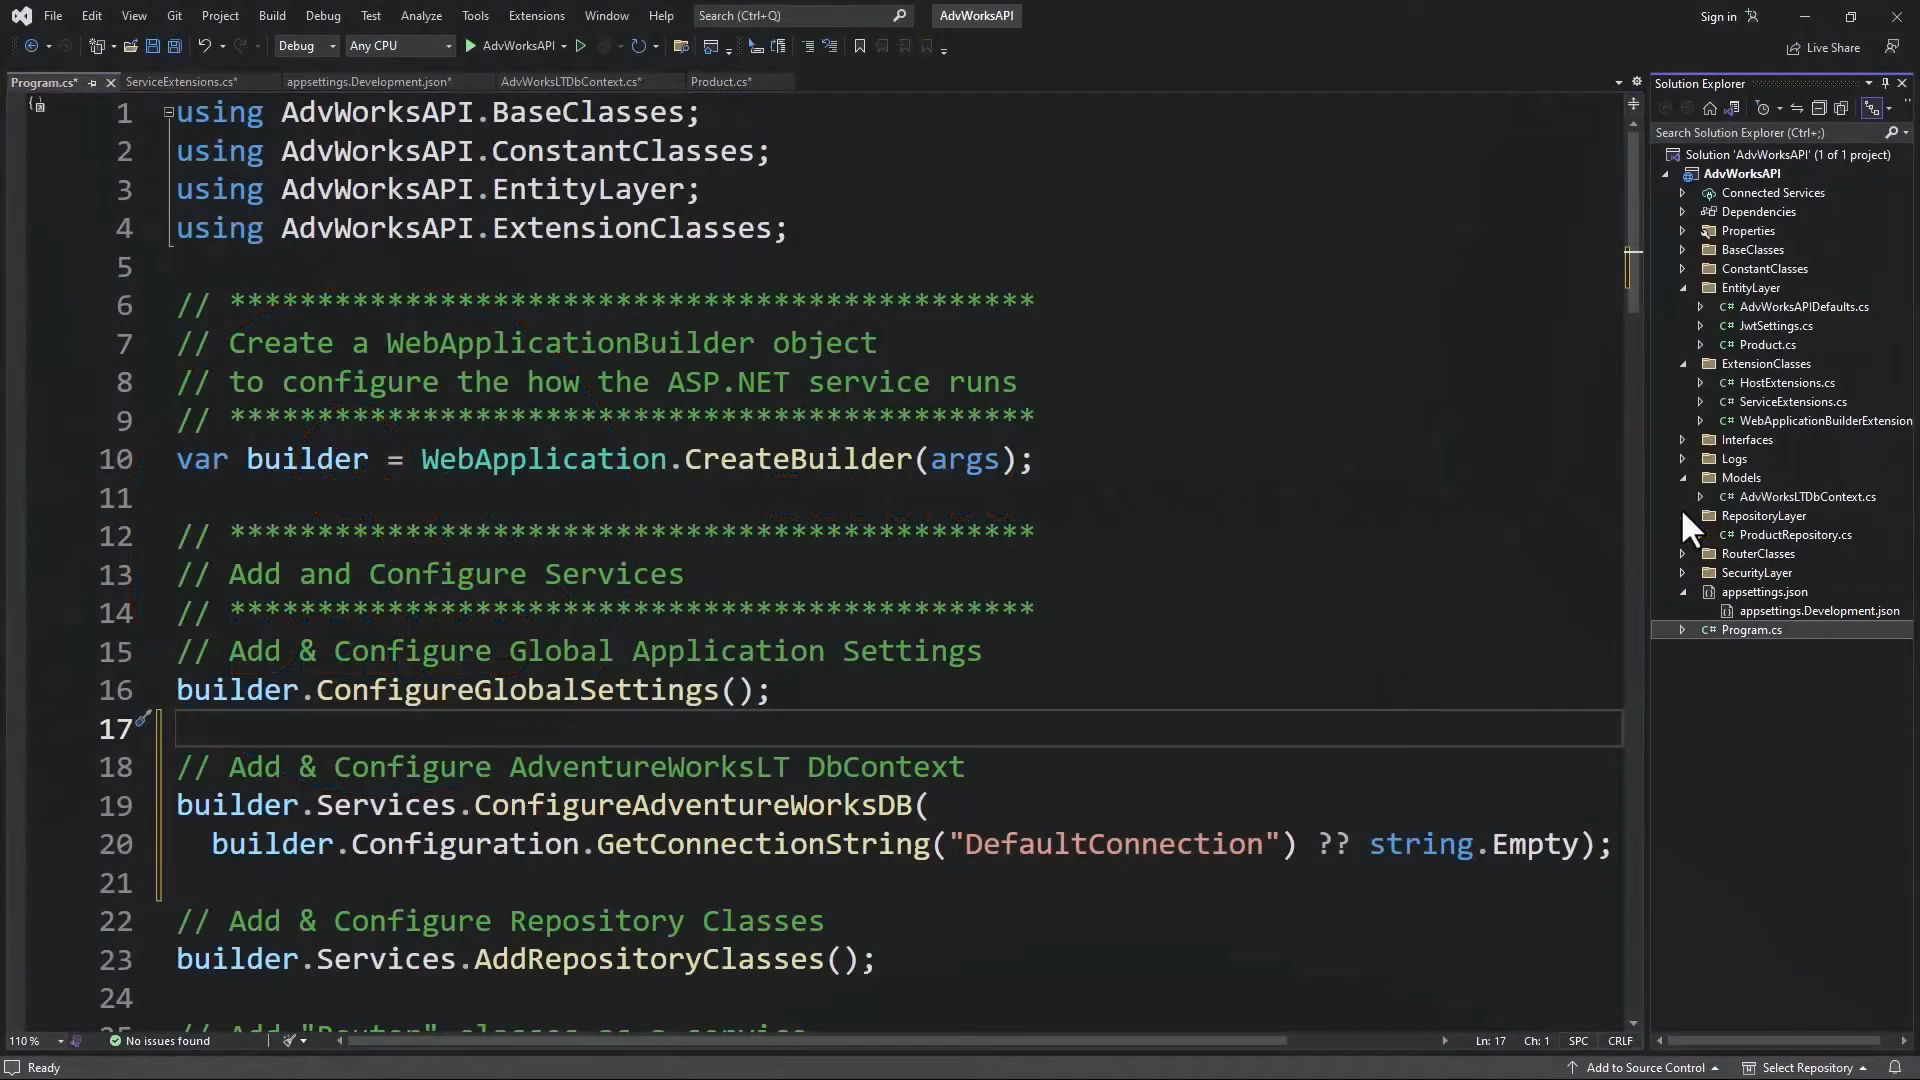 File Edit View Git Project Build Debug Test Analyze Tools Extensions Window Help Search (Ctrl+Q) AdvWorksAPI Sign in
Debug Any CPU AdvWorksAPI Live Share
Program.cs* ServiceExtensions.cs* appsettings.Development.json* AdvWorksLTDbContext.cs* Product.cs*
1 using AdvWorksAPI.BaseClasses;
2 using AdvWorksAPI.ConstantClasses;
3 using AdvWorksAPI.EntityLayer;
4 using AdvWorksAPI.ExtensionClasses;
5
6 // **********************************************
7 // Create a WebApplicationBuilder object
8 // to configure the how the ASP.NET service runs
9 // **********************************************
10 var builder = WebApplication.CreateBuilder(args);
11
12 // **********************************************
13 // Add and Configure Services
14 // **********************************************
15 // Add & Configure Global Application Settings
16 builder.ConfigureGlobalSettings();
17
18 // Add & Configure AdventureWorksLT DbContext
19 builder.Services.ConfigureAdventureWorksDB(
20 builder.Configuration.GetConnectionString("DefaultConnection") ?? string.Empty);
21
22 // Add & Configure Repository Classes
23 builder.Services.AddRepositoryClasses();
24
25 // Add "Router" classes as a service
Solution Explorer
Search Solution Explorer (Ctrl+;)
Solution 'AdvWorksAPI' (1 of 1 project)
AdvWorksAPI
Connected Services
Dependencies
Properties
BaseClasses
ConstantClasses
EntityLayer
C# AdvWorksAPIDefaults.cs
C# JwtSettings.cs
C# Product.cs
ExtensionClasses
C# HostExtensions.cs
C# ServiceExtensions.cs
C# WebApplicationBuilderExtension
Interfaces
Logs
Models
C# AdvWorksLTDbContext.cs
RepositoryLayer
C# ProductRepository.cs
RouterClasses
SecurityLayer
appsettings.json
appsettings.Development.json
C# Program.cs
110 % No issues found Ln: 17 Ch: 1 SPC CRLF
Ready Add to Source Control Select Repository